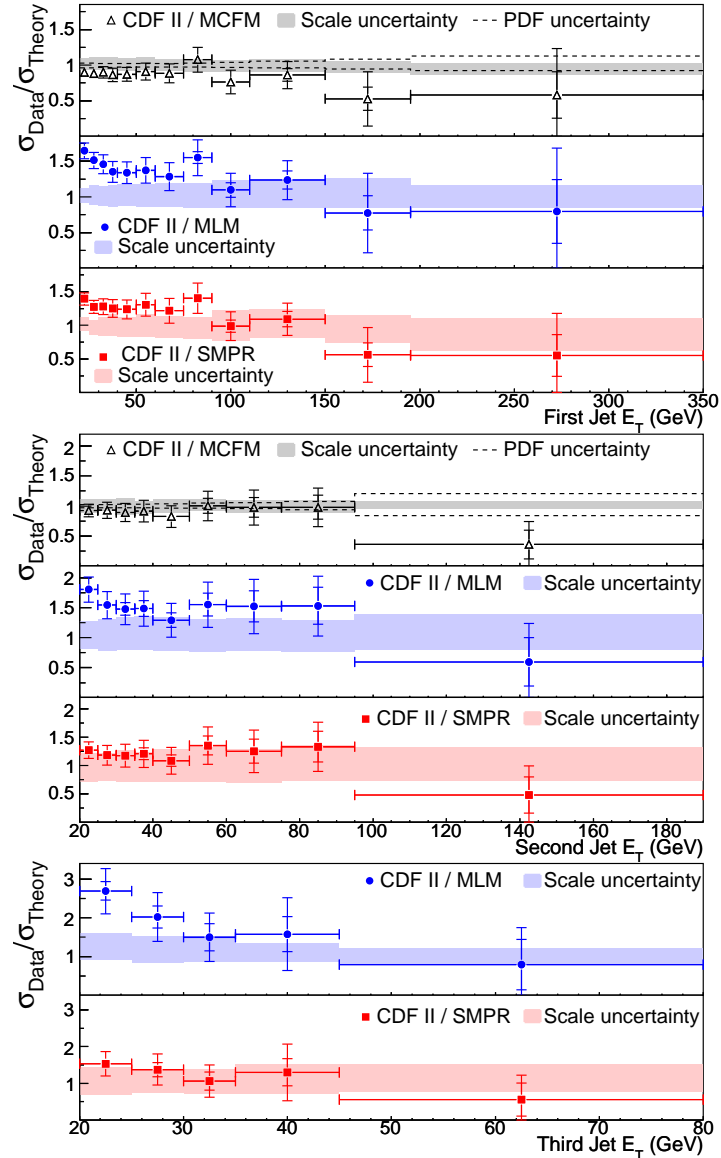 CDF II / MCFM Scale uncertainty PDF uncertainty
1.5
1
0.5
σData/σTheory
1.5
1
0.5
CDF II / MLM
Scale uncertainty
1.5
1
0.5
CDF II / SMPR
Scale uncertainty
50 100 150 200 250 300 350
First Jet ET (GeV)
CDF II / MCFM Scale uncertainty PDF uncertainty
2
1.5
1
0.5
σData/σTheory
CDF II / MLM Scale uncertainty
2
1.5
1
0.5
CDF II / SMPR Scale uncertainty
2
1.5
1
0.5
20 40 60 80 100 120 140 160 180
Second Jet ET (GeV)
CDF II / MLM Scale uncertainty
3
2
1
σData/σTheory
CDF II / SMPR Scale uncertainty
3
2
1
20 30 40 50 60 70 80
Third Jet ET (GeV)